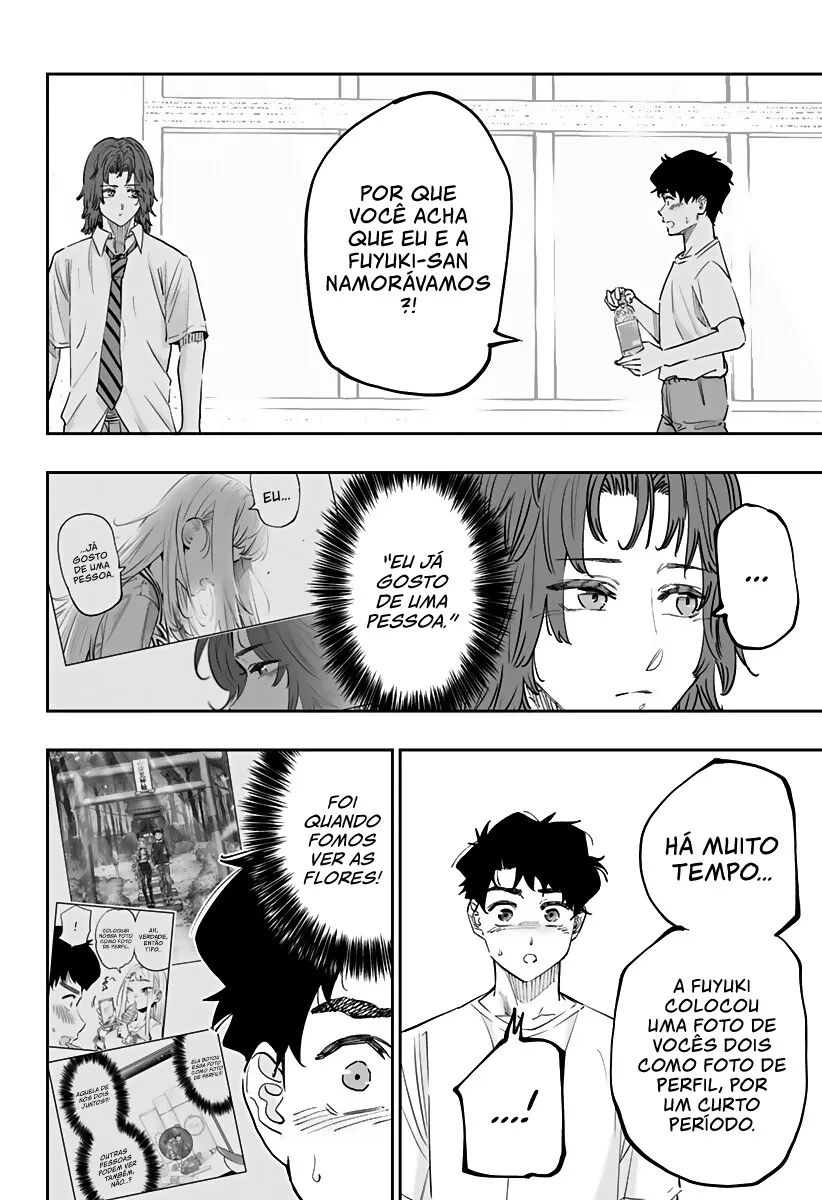 POR QUE
VOCÊ ACHA
QUE EU E A
FUYUKI-SAN
NAMORÁVAMOS
?!
...
"EU JÁ
GOSTO
DE UMA
PESSOA."
EU...
...JÁ
GOSTO
DE UMA
PESSOA.
HÁ MUITO
TEMPO...
A FUYUKI
COLOCOU
UMA FOTO DE
VOCÊS DOIS
COMO FOTO DE
PERFIL, POR
UM CURTO
PERÍODO.
....!
FOI
QUANDO
FOMOS
VER AS
FLORES!
AH,
VERDADE,
ENTÃO
TIPO...
COLOQUEI
NOSSA FOTO
COMO FOTO
DE PERFIL.
!
ELA BOTOU
ESSA FOTO
COMO FOTO
DE PERFIL?!
AQUELA DE
NÓS DOIS
JUNTOS?!
OUTRAS
PESSOAS
PODEM VER
TAMBÉM,
NÃO..?